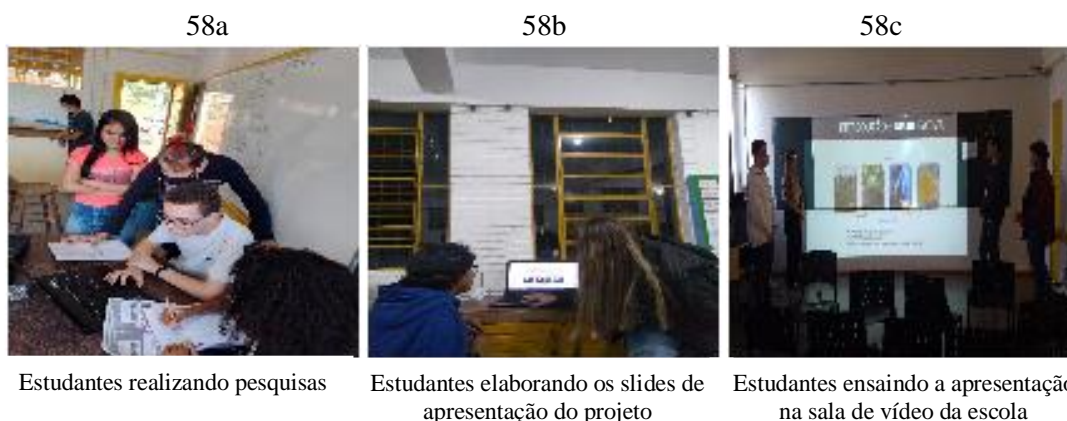 58a
58b
58c
Estudantes realizando pesquisas
Estudantes elaborando os slides de
apresentação do projeto
Estudantes ensaindo a apresentação
na sala de vídeo da escola